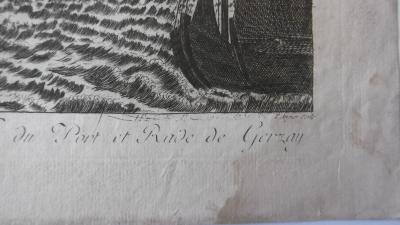 du Port et Rade de Gerzay